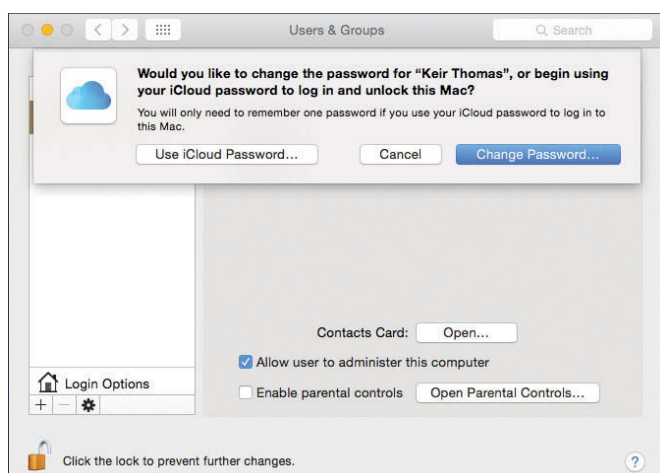 Users & Groups
Search
Would you like to change the password for “Keir Thomas”, or begin using
your iCloud password to log in and unlock this Mac?
You will only need to remember one password if you use your iCloud password to log in to
this Mac.
Use iCloud Password... Cancel Change Password...
Contacts Card: Open...
Allow user to administer this computer
Enable parental controls Open Parental Controls...
Login Options
+ −
Click the lock to prevent further changes.
?